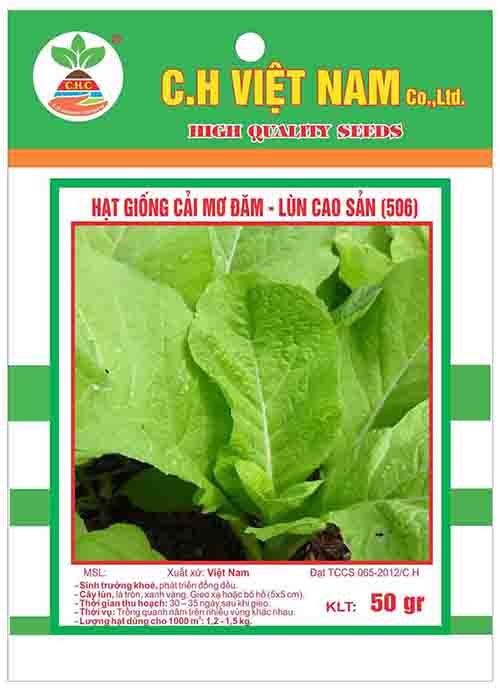 C.H.C
®
C.H VIỆT NAM Co.,Ltd.
HIGH QUALITY SEEDS
HẠT GIỐNG CẢI MƠ ĐĂM - LÙN CAO SẢN (506)
MSL: Xuất xứ: Việt Nam Đạt TCCS 065-2012/C.H
- Sinh trưởng khoẻ, phát triển đồng đều.
- Cây lùn, lá tròn, xanh vàng. Gieo xạ hoặc bỏ hố (5x5 cm).
- Thời gian thu hoạch: 30 – 35 ngày sau khi gieo.
- Thời vụ: Trồng quanh năm trên nhiều vùng khác nhau.
- Lượng hạt dùng cho 1000 m²: 1,2 - 1,5 kg.
KLT: 50 gr